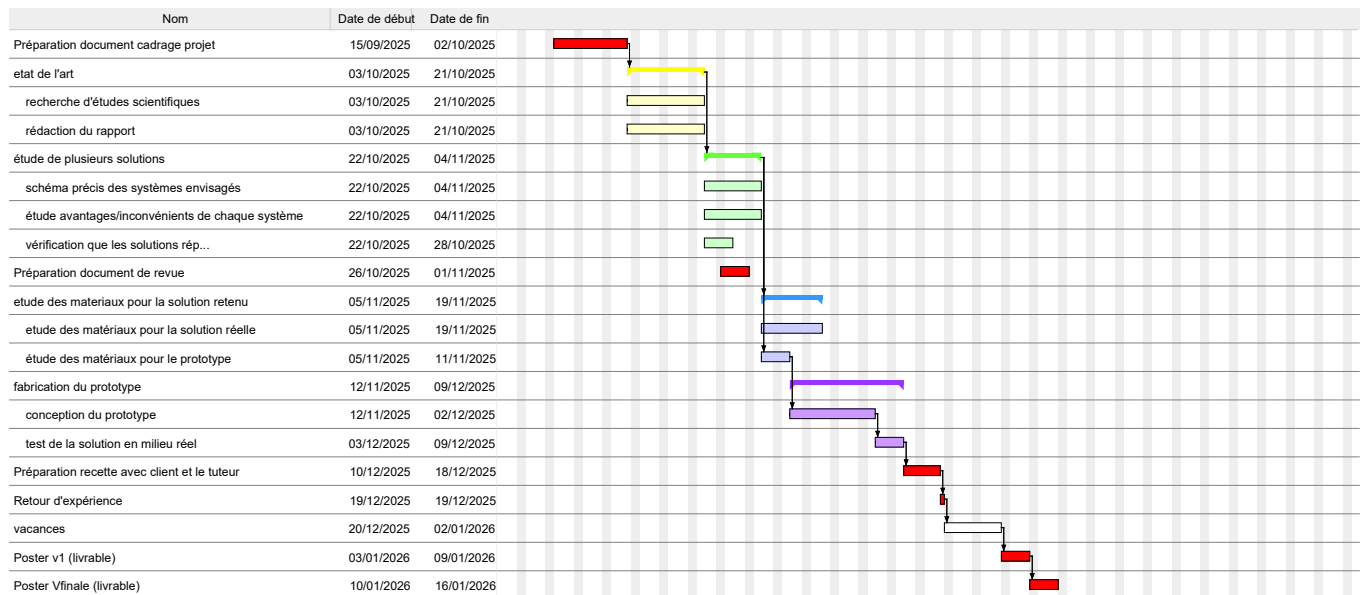 Nom Date de début Date de fin
Préparation document cadrage projet 15/09/2025 02/10/2025
etat de l'art 03/10/2025 21/10/2025
recherche d'études scientifiques 03/10/2025 21/10/2025
rédaction du rapport 03/10/2025 21/10/2025
étude de plusieurs solutions 22/10/2025 04/11/2025
schéma précis des systèmes envisagés 22/10/2025 04/11/2025
étude avantages/inconvénients de chaque système 22/10/2025 04/11/2025
vérification que les solutions rép... 22/10/2025 28/10/2025
Préparation document de revue 26/10/2025 01/11/2025
etude des materiaux pour la solution retenu 05/11/2025 19/11/2025
etude des matériaux pour la solution réelle 05/11/2025 19/11/2025
étude des matériaux pour le prototype 05/11/2025 11/11/2025
fabrication du prototype 12/11/2025 09/12/2025
conception du prototype 12/11/2025 02/12/2025
test de la solution en milieu réel 03/12/2025 09/12/2025
Préparation recette avec client et le tuteur 10/12/2025 18/12/2025
Retour d'expérience 19/12/2025 19/12/2025
vacances 20/12/2025 02/01/2026
Poster v1 (livrable) 03/01/2026 09/01/2026
Poster Vfinale (livrable) 10/01/2026 16/01/2026